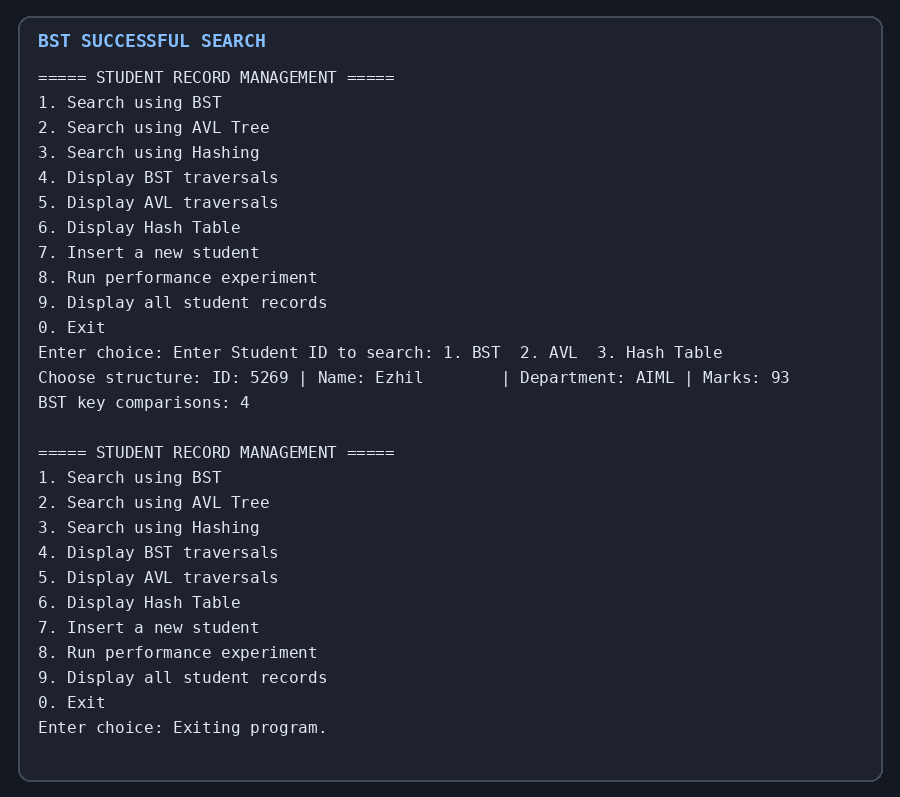 BST SUCCESSFUL SEARCH
===== STUDENT RECORD MANAGEMENT =====
1. Search using BST
2. Search using AVL Tree
3. Search using Hashing
4. Display BST traversals
5. Display AVL traversals
6. Display Hash Table
7. Insert a new student
8. Run performance experiment
9. Display all student records
0. Exit
Enter choice: Enter Student ID to search: 1. BST  2. AVL  3. Hash Table
Choose structure: ID: 5269 | Name: Ezhil        | Department: AIML | Marks: 93
BST key comparisons: 4

===== STUDENT RECORD MANAGEMENT =====
1. Search using BST
2. Search using AVL Tree
3. Search using Hashing
4. Display BST traversals
5. Display AVL traversals
6. Display Hash Table
7. Insert a new student
8. Run performance experiment
9. Display all student records
0. Exit
Enter choice: Exiting program.